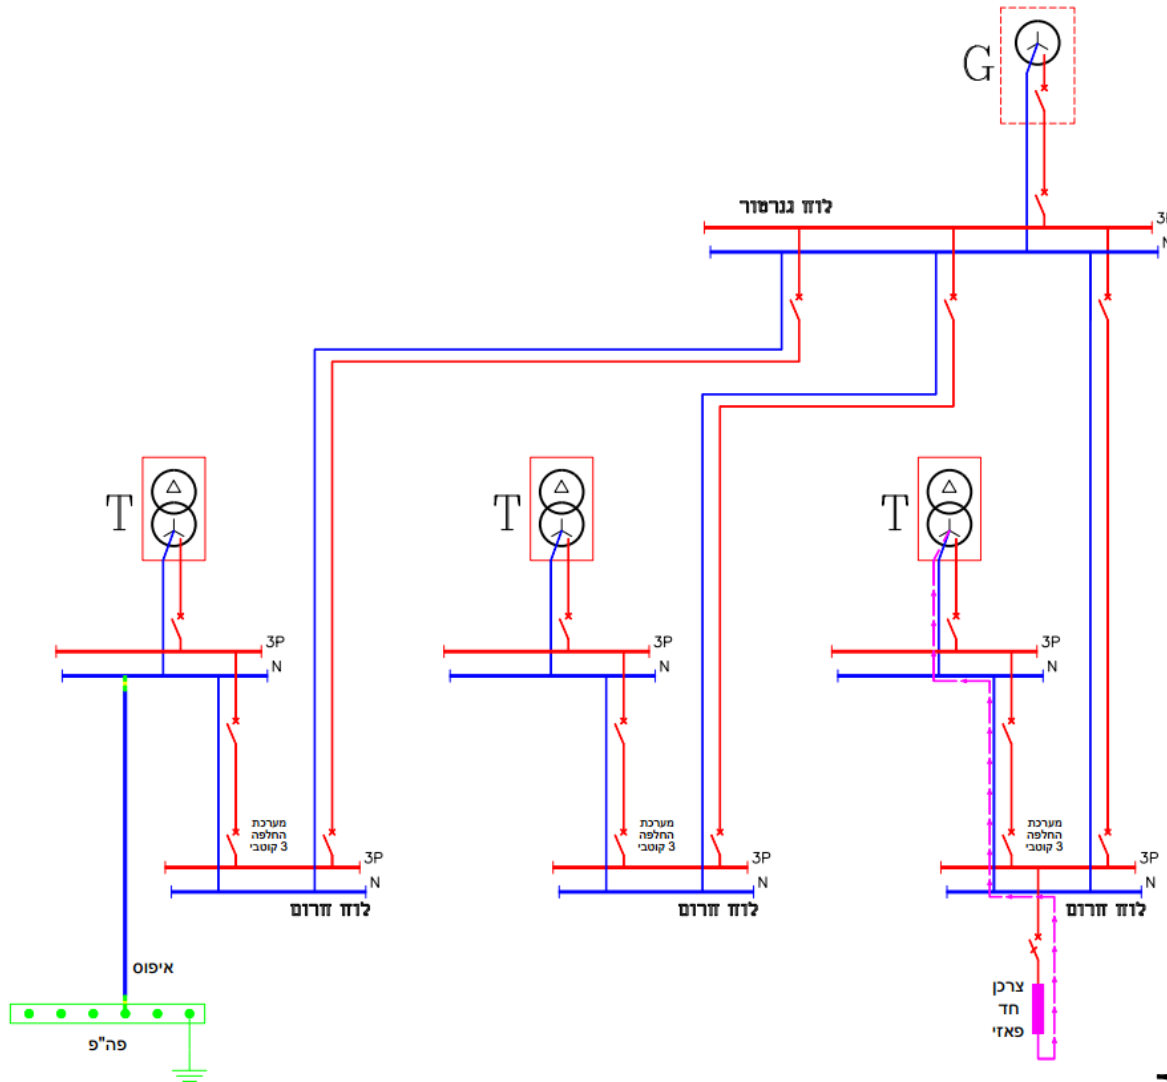 G
לוח גנרטור
3P
N
T
T
T
3P
N
3P
N
3P
N
מערכת
החלפה
3 קוטבי
מערכת
החלפה
3 קוטבי
מערכת
החלפה
3 קוטבי
3P
N
3P
N
3P
N
לוח חרום
לוח חרום
לוח חרום
איפוס
צרכן
חד
פאזי
פה"פ